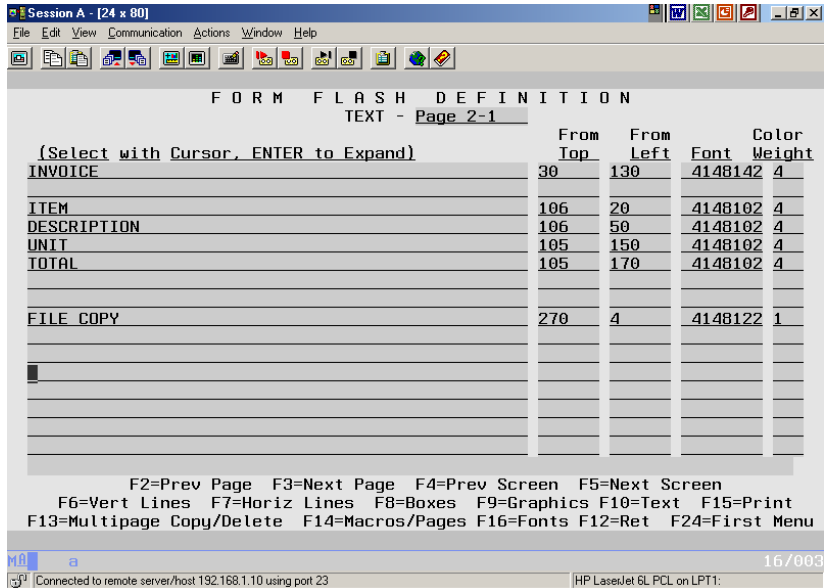 Session A - [24 x 80]
File Edit View Communication Actions Window Help
F O R M   F L A S H   D E F I N I T I O N
TEXT - Page 2-1
From From Color
(Select with Cursor, ENTER to Expand) Top Left Font Weight
INVOICE 30 130 4148142 4
ITEM 106 20 4148102 4
DESCRIPTION 106 50 4148102 4
UNIT 105 150 4148102 4
TOTAL 105 170 4148102 4
FILE COPY 270 4 4148122 1
F2=Prev Page F3=Next Page F4=Prev Screen F5=Next Screen
F6=Vert Lines F7=Horiz Lines F8=Boxes F9=Graphics F10=Text F15=Print
F13=Multipage Copy/Delete F14=Macros/Pages F16=Fonts F12=Ret F24=First Menu
MA a 16/003
Connected to remote server/host 192.168.1.10 using port 23 HP LaserJet 6L PCL on LPT1: